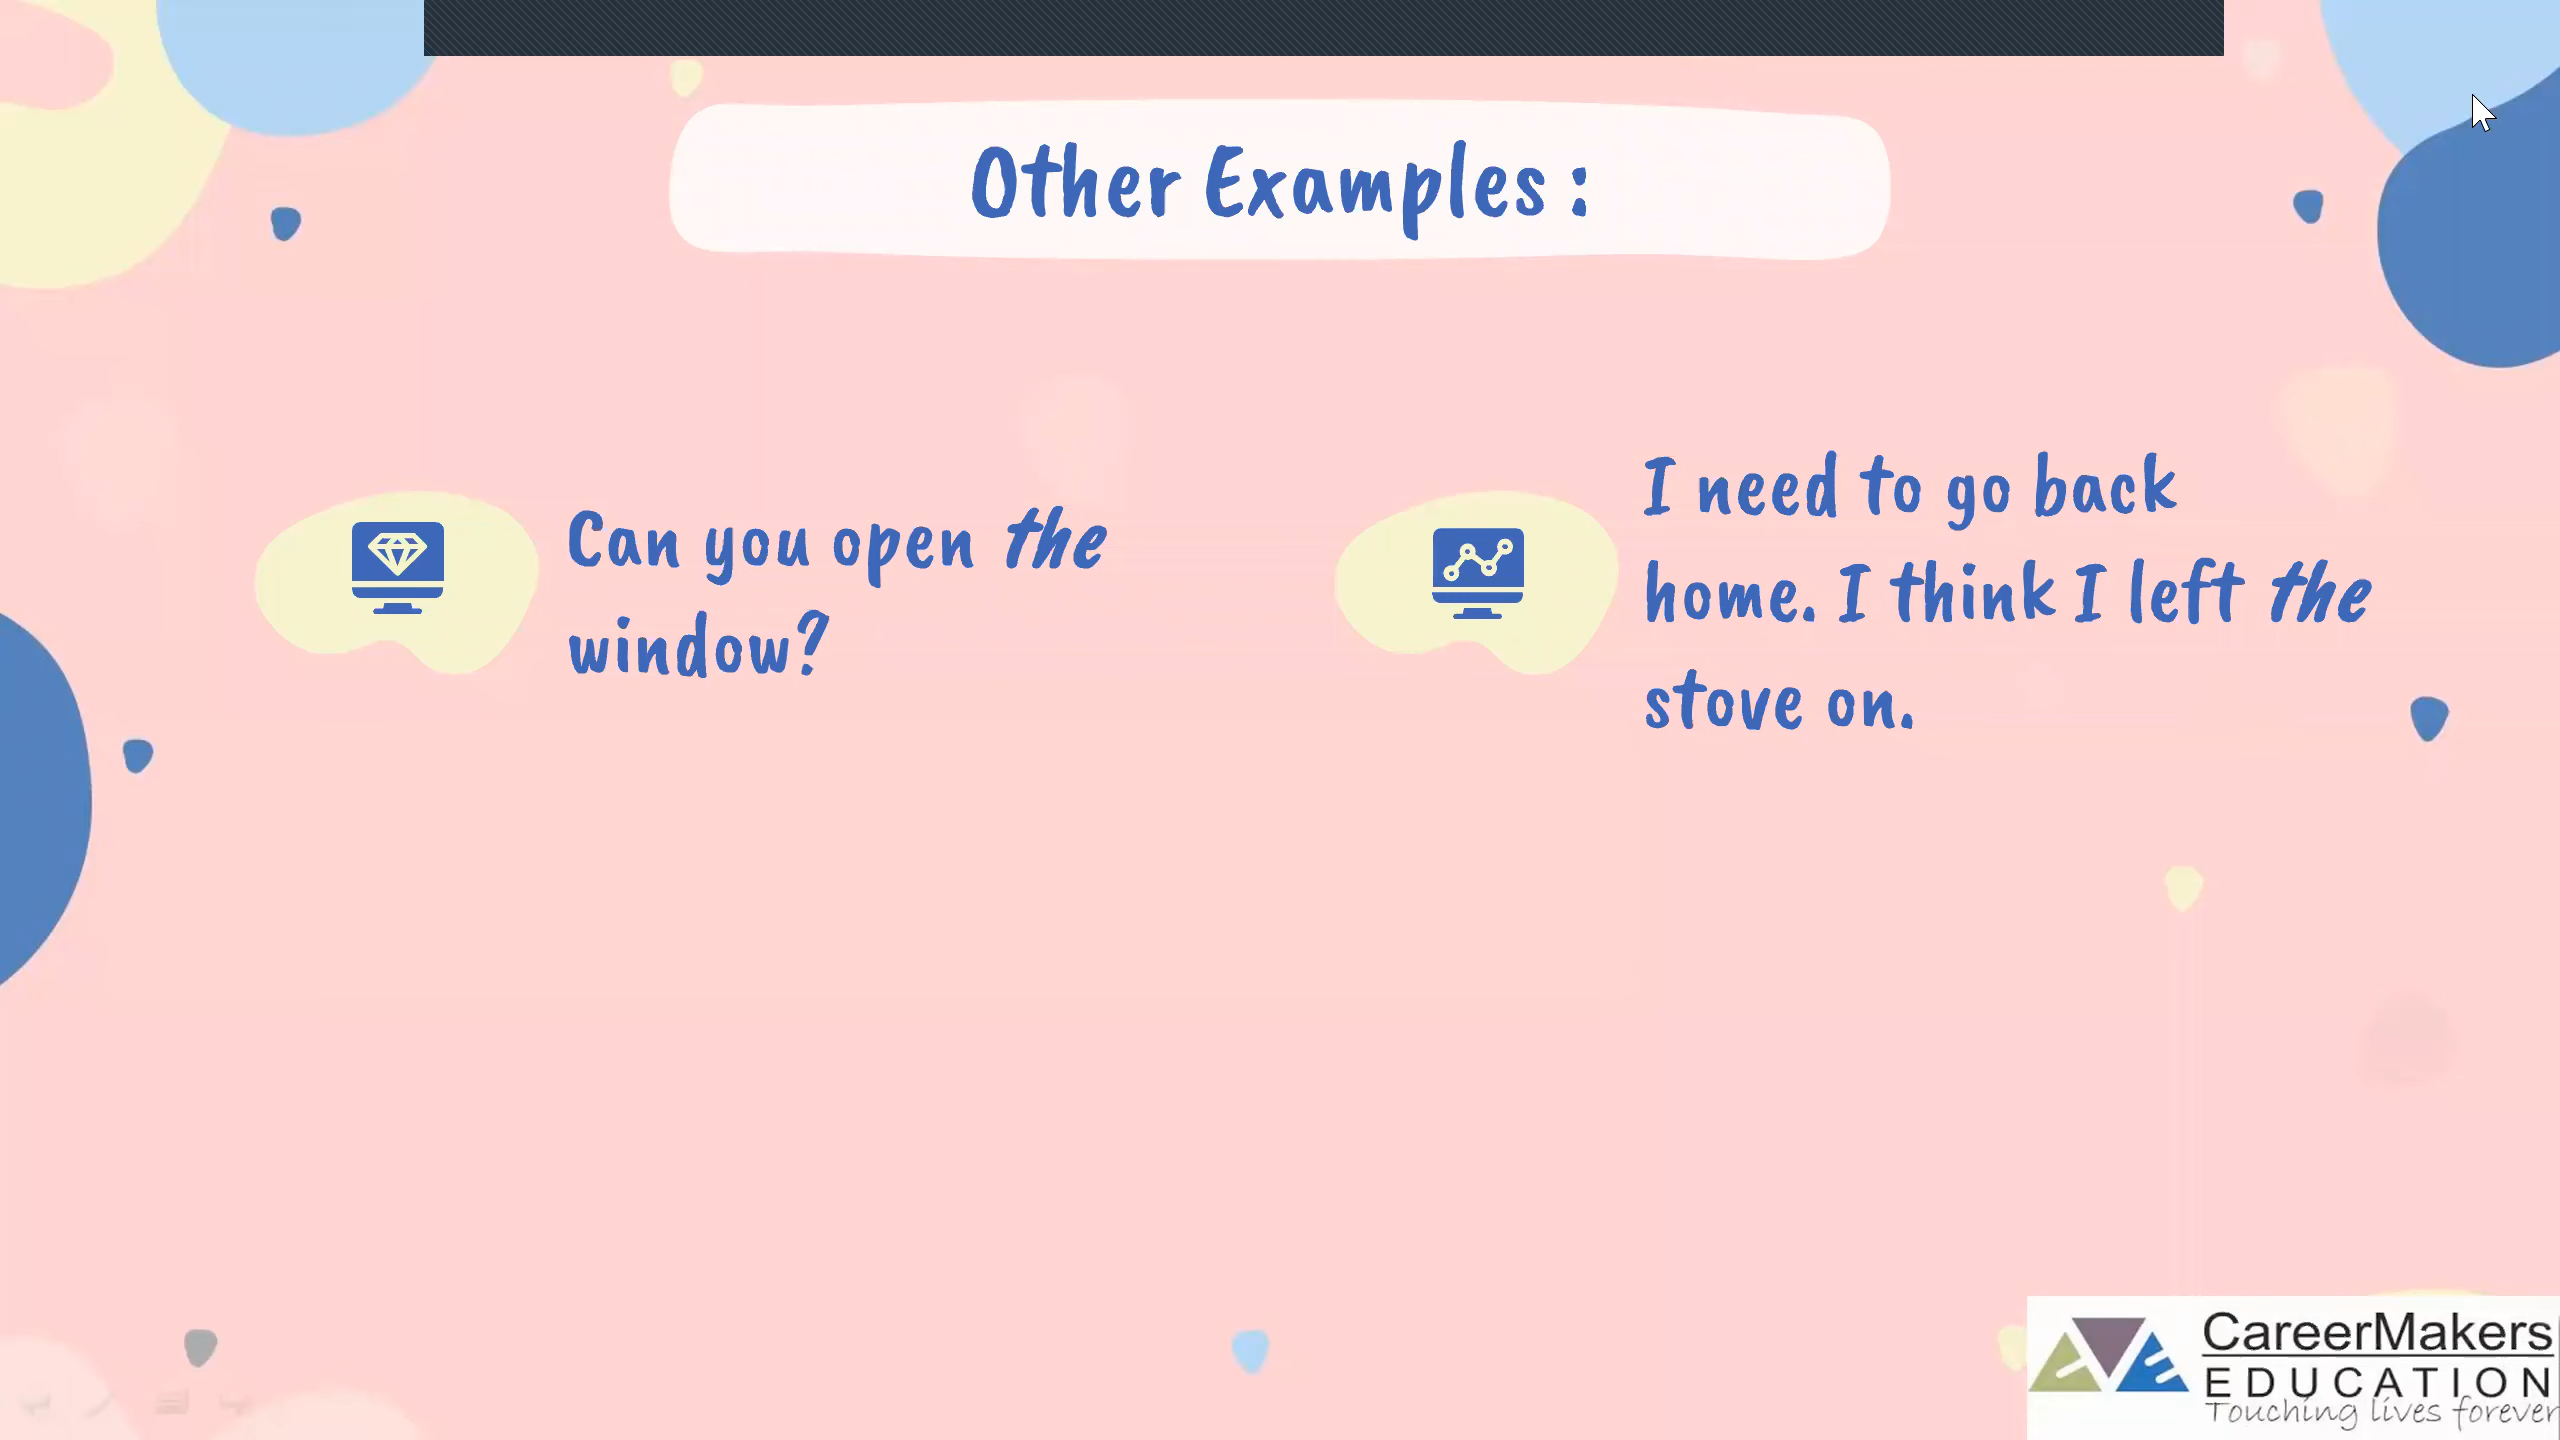 Other Examples :
Can you open the
window?
I need to go back
home. I think I left the
stove on.
CareerMakers
EDUCATION
Touching lives forever